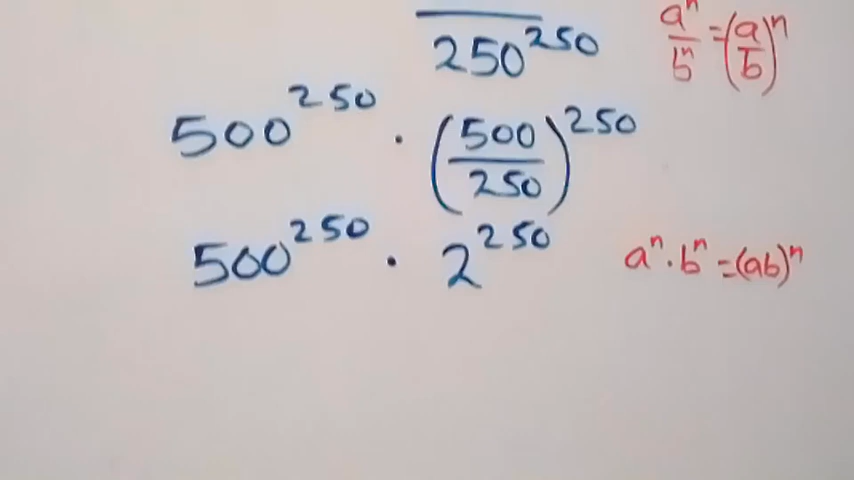 250^250
a^n/b^n = (a/b)^n
500^250 · (500/250)^250
500^250 · 2^250
a^n · b^n = (ab)^n